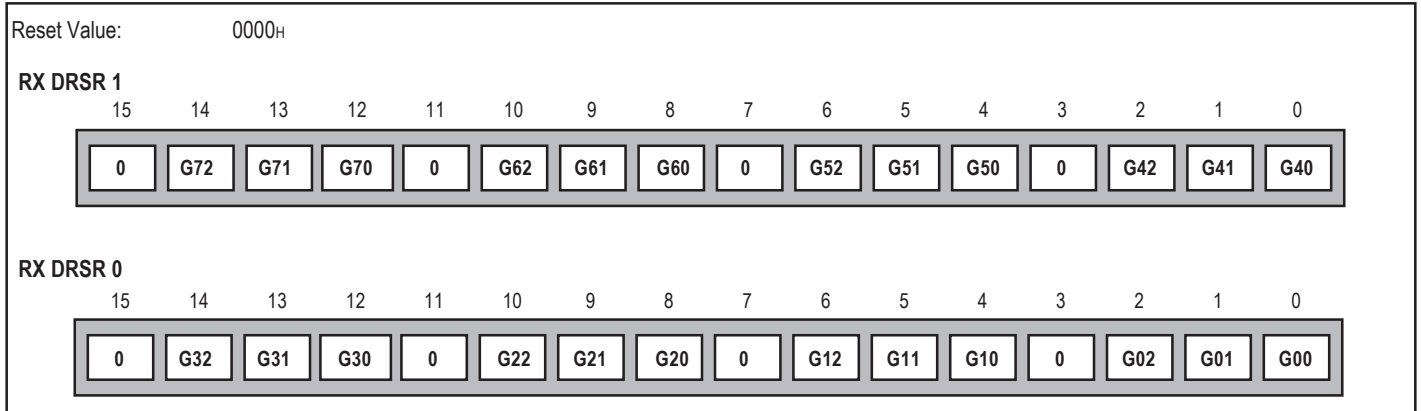 Reset Value: 0000H
RX DRSR 1
15 14 13 12 11 10 9 8 7 6 5 4 3 2 1 0
0 G72 G71 G70 0 G62 G61 G60 0 G52 G51 G50 0 G42 G41 G40
RX DRSR 0
15 14 13 12 11 10 9 8 7 6 5 4 3 2 1 0
0 G32 G31 G30 0 G22 G21 G20 0 G12 G11 G10 0 G02 G01 G00